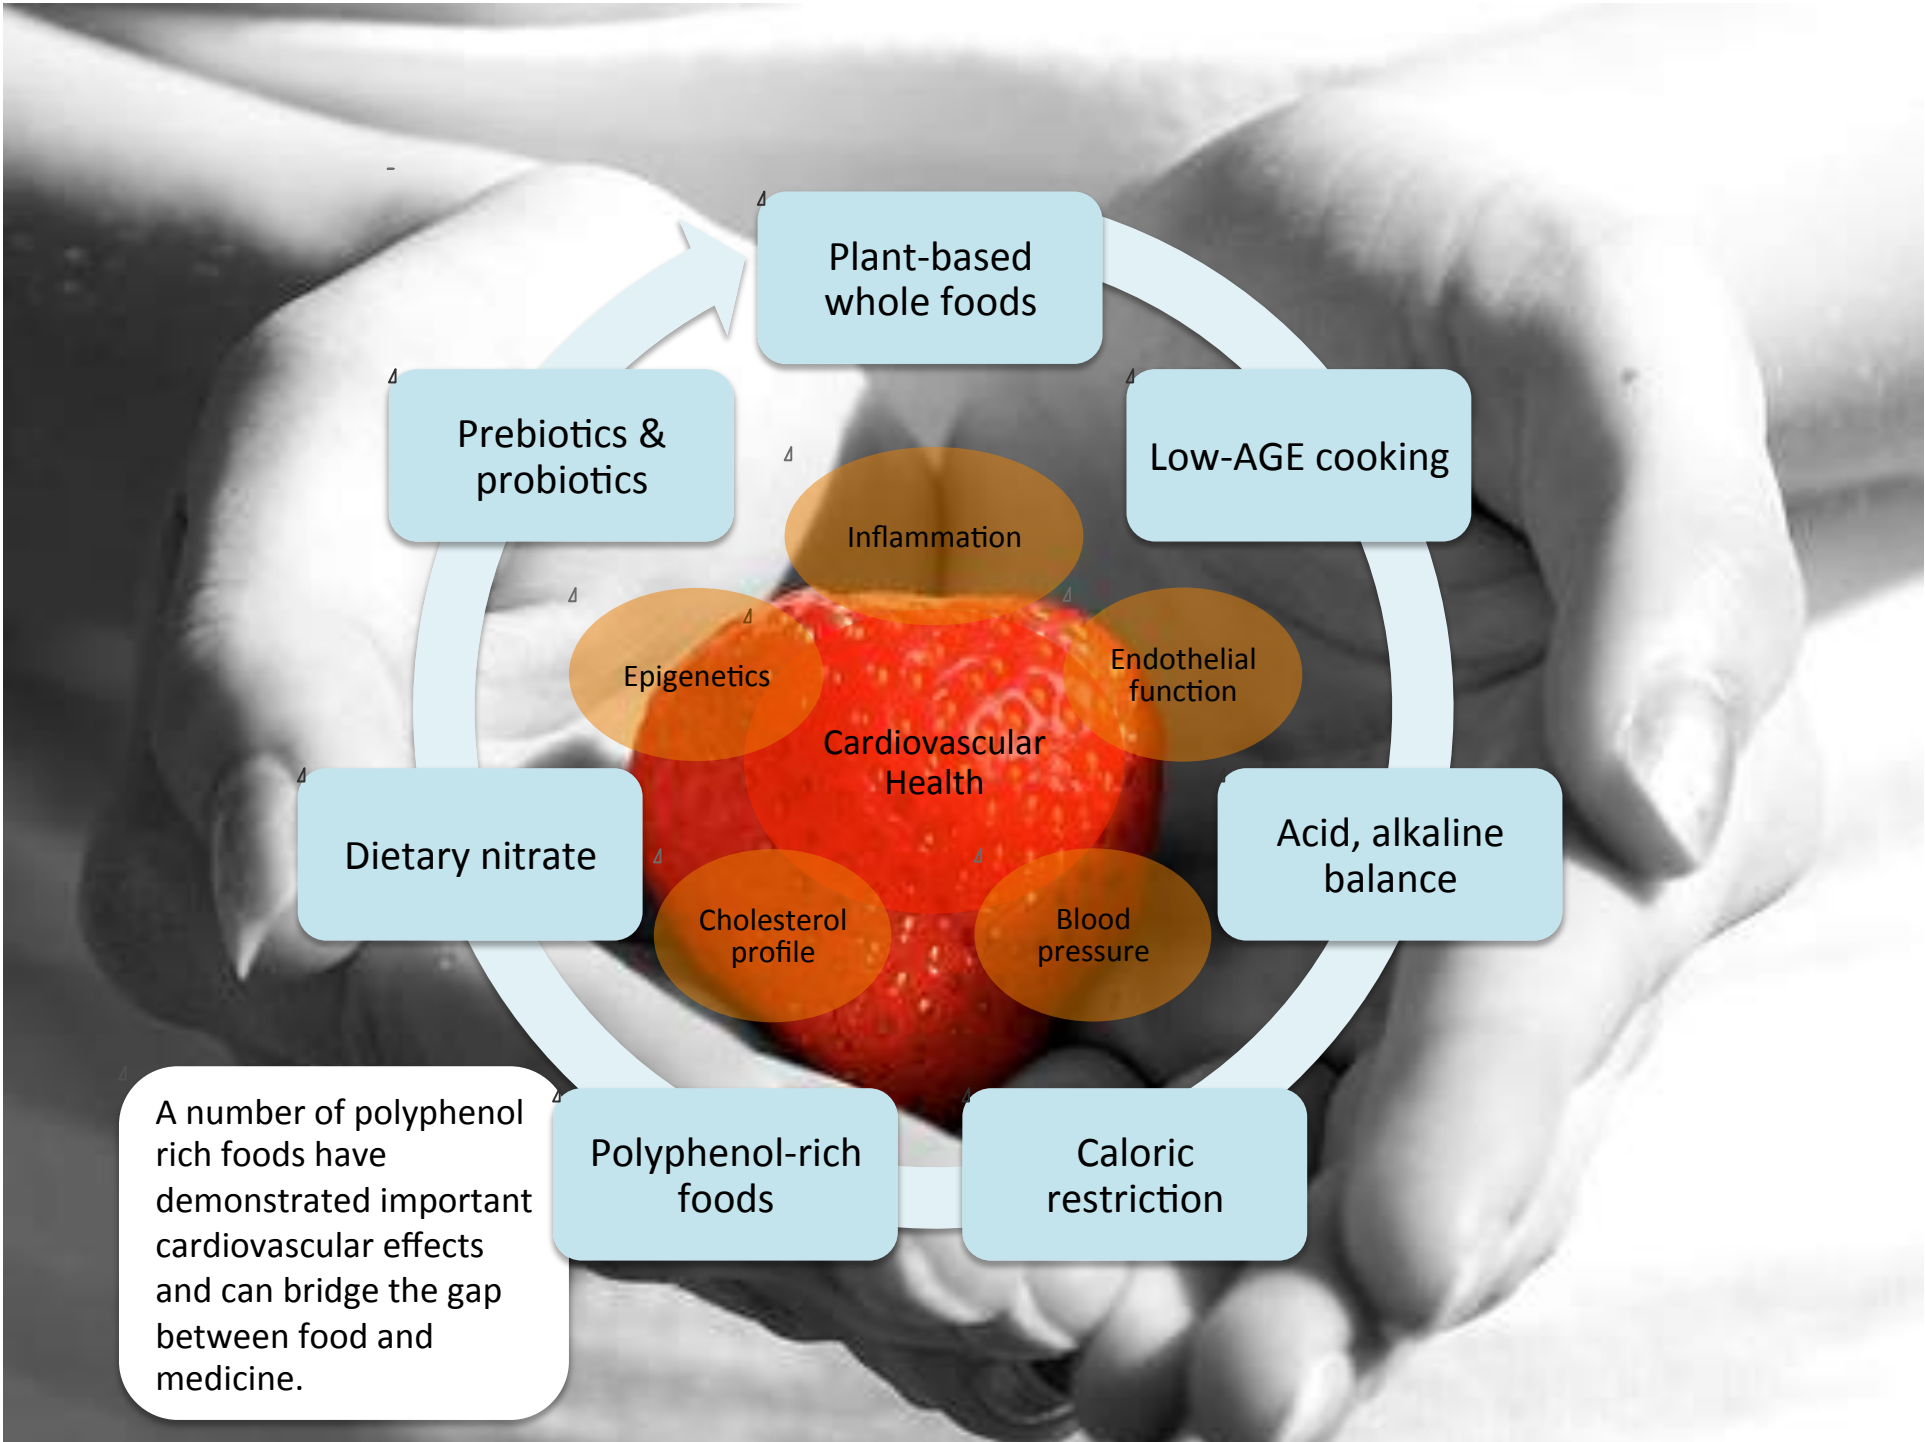 Plant-based
whole foods
Low-AGE cooking
Acid, alkaline
balance
Caloric
restriction
Polyphenol-rich
foods
Dietary nitrate
Prebiotics &
probiotics
Inflammation
Endothelial
function
Blood
pressure
Cholesterol
profile
Epigenetics
Cardiovascular
Health
A number of polyphenol
rich foods have
demonstrated important
cardiovascular effects
and can bridge the gap
between food and
medicine.